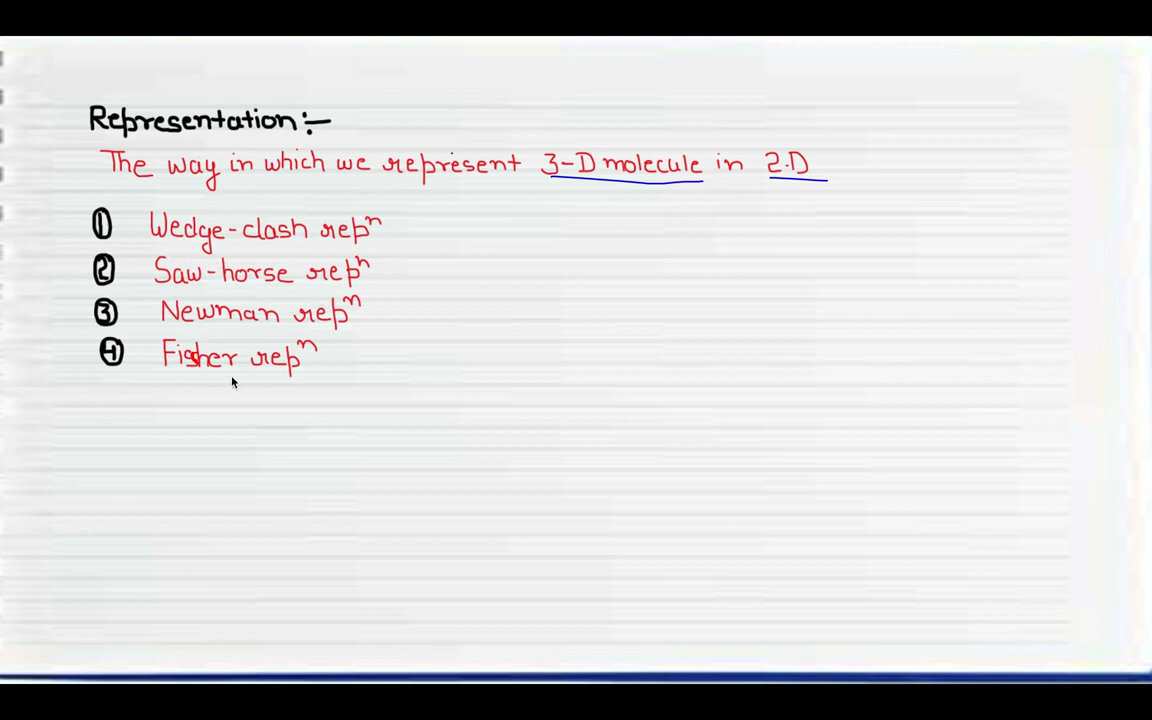 Representation :-
The way in which we represent 3-D molecule in 2.D
① Wedge-dash repⁿ
② Saw-horse repⁿ
③ Newman repⁿ
④ Fischer repⁿ